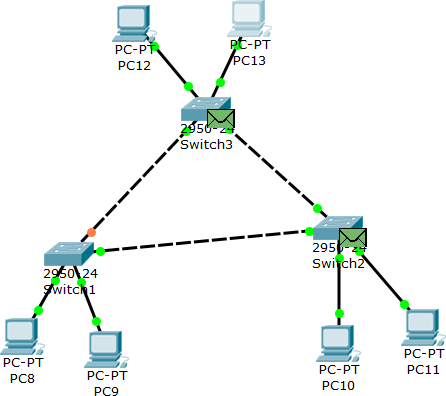 PC-PT
PC12
PC-PT
PC13
2950-24
Switch3
2950-24
Switch2
2950-24
Switch1
PC-PT
PC8
PC-PT
PC9
PC-PT
PC10
PC-PT
PC11